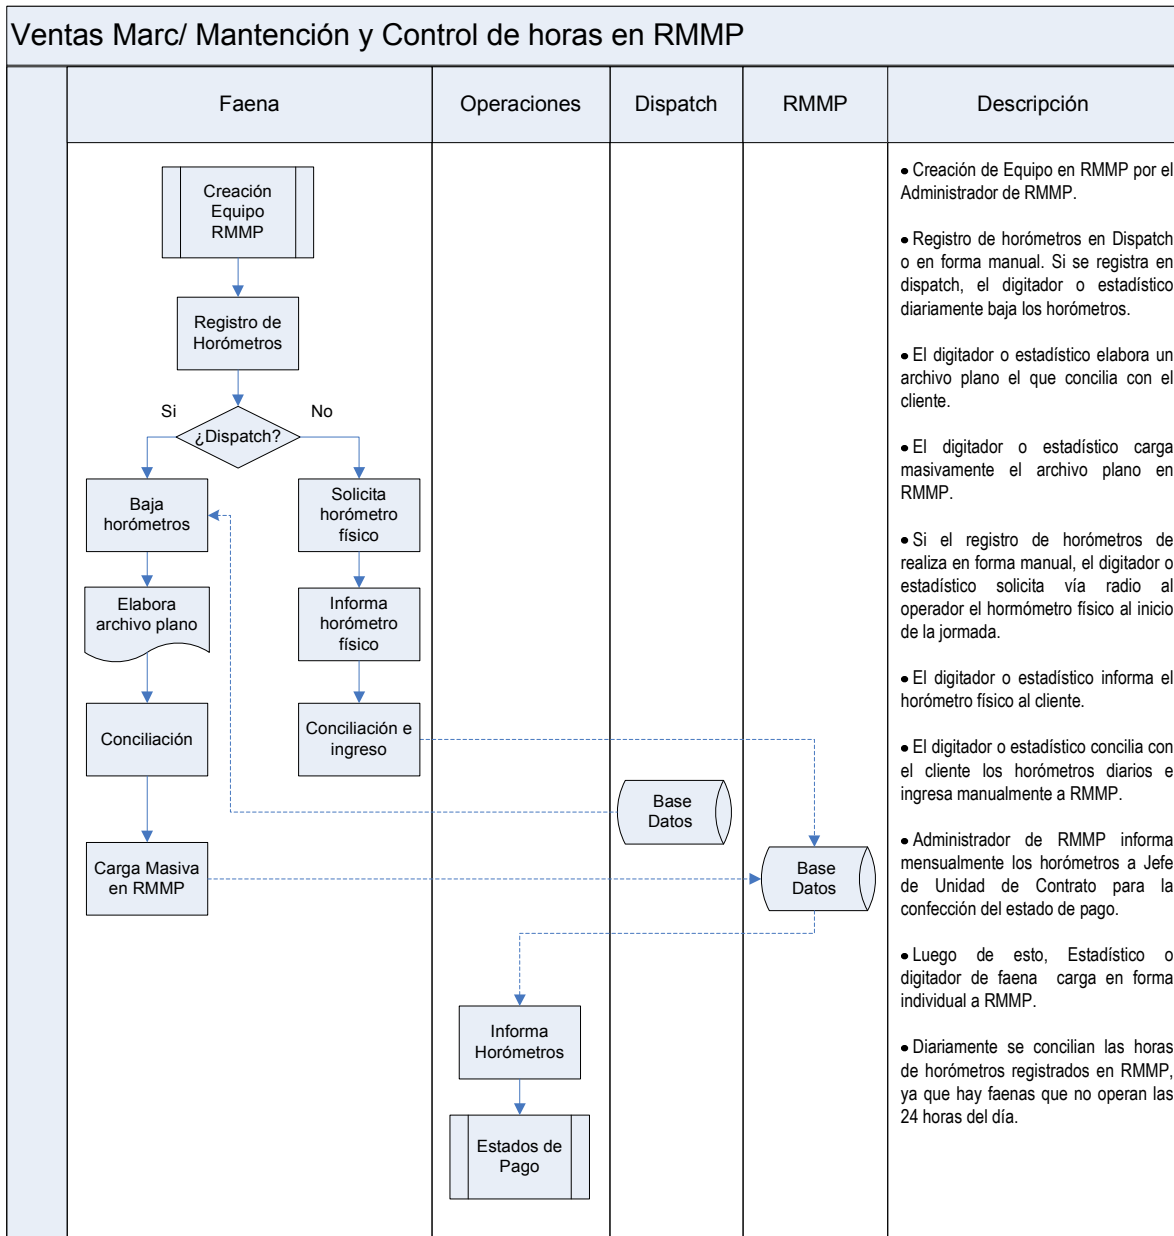 Ventas Marc/ Mantención y Control de horas en RMMP
Faena
Operaciones
Dispatch
RMMP
Descripción
Creación
Equipo
RMMP
Registro de
Horómetros
Si
No
¿Dispatch?
Baja
horómetros
Solicita
horómetro
físico
Elabora
archivo plano
Informa
horómetro
físico
Conciliación
Conciliación e
ingreso
Base
Datos
Carga Masiva
en RMMP
Base
Datos
Informa
Horómetros
Estados de
Pago
• Creación de Equipo en RMMP por el
Administrador de RMMP.
• Registro de horómetros en Dispatch
o en forma manual. Si se registra en
dispatch, el digitador o estadístico
diariamente baja los horómetros.
• El digitador o estadístico elabora un
archivo plano el que concilia con el
cliente.
• El digitador o estadístico carga
masivamente el archivo plano en
RMMP.
• Si el registro de horómetros de
realiza en forma manual, el digitador o
estadístico solicita vía radio al
operador el hormómetro físico al inicio
de la jornada.
• El digitador o estadístico informa el
horómetro físico al cliente.
• El digitador o estadístico concilia con
el cliente los horómetros diarios e
ingresa manualmente a RMMP.
• Administrador de RMMP informa
mensualmente los horómetros a Jefe
de Unidad de Contrato para la
confección del estado de pago.
• Luego de esto, Estadístico o
digitador de faena carga en forma
individual a RMMP.
• Diariamente se concilian las horas
de horómetros registrados en RMMP,
ya que hay faenas que no operan las
24 horas del día.